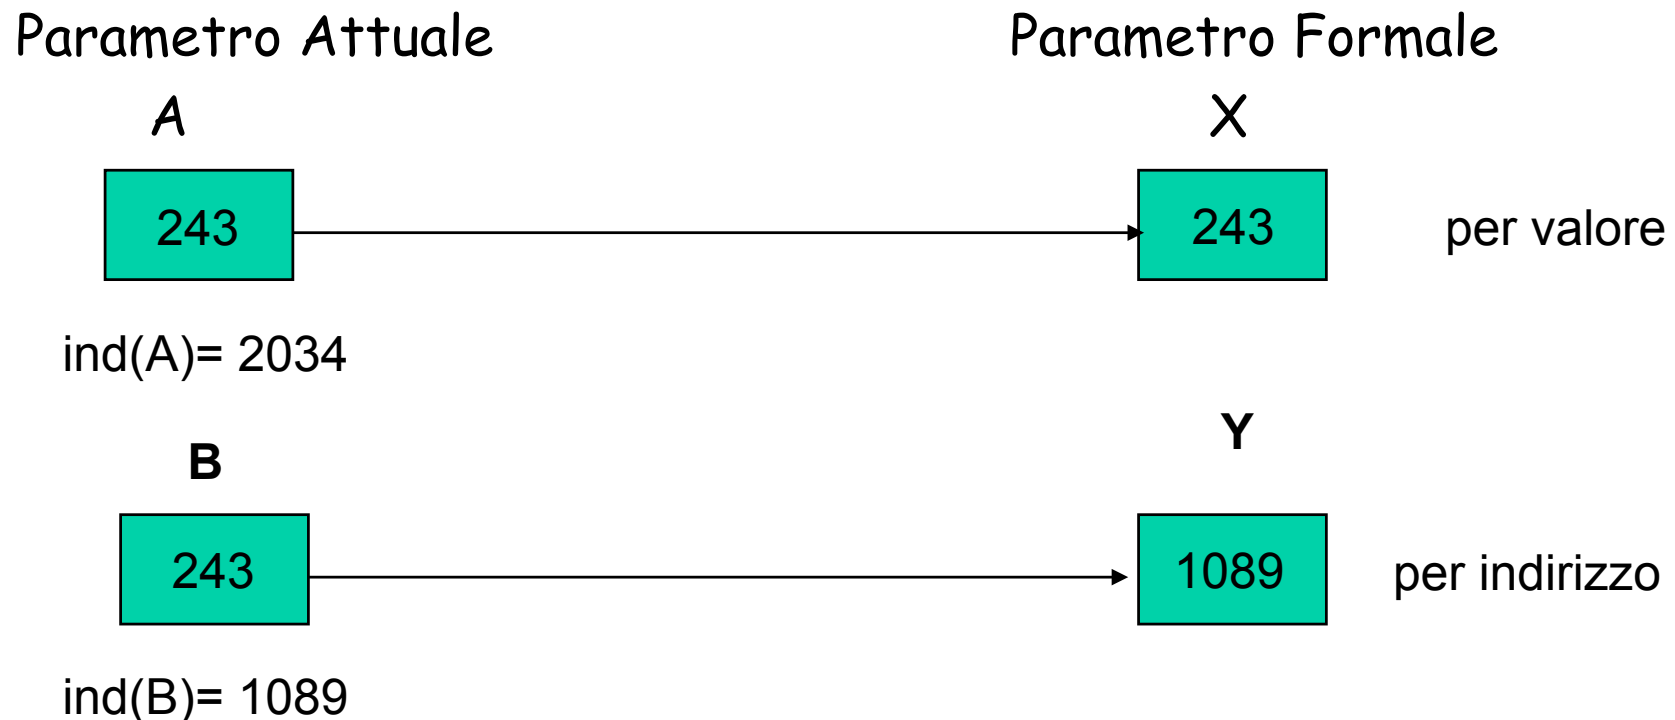 Parametro Attuale Parametro Formale
A X
243 243 per valore
ind(A)= 2034
B Y
243 1089 per indirizzo
ind(B)= 1089